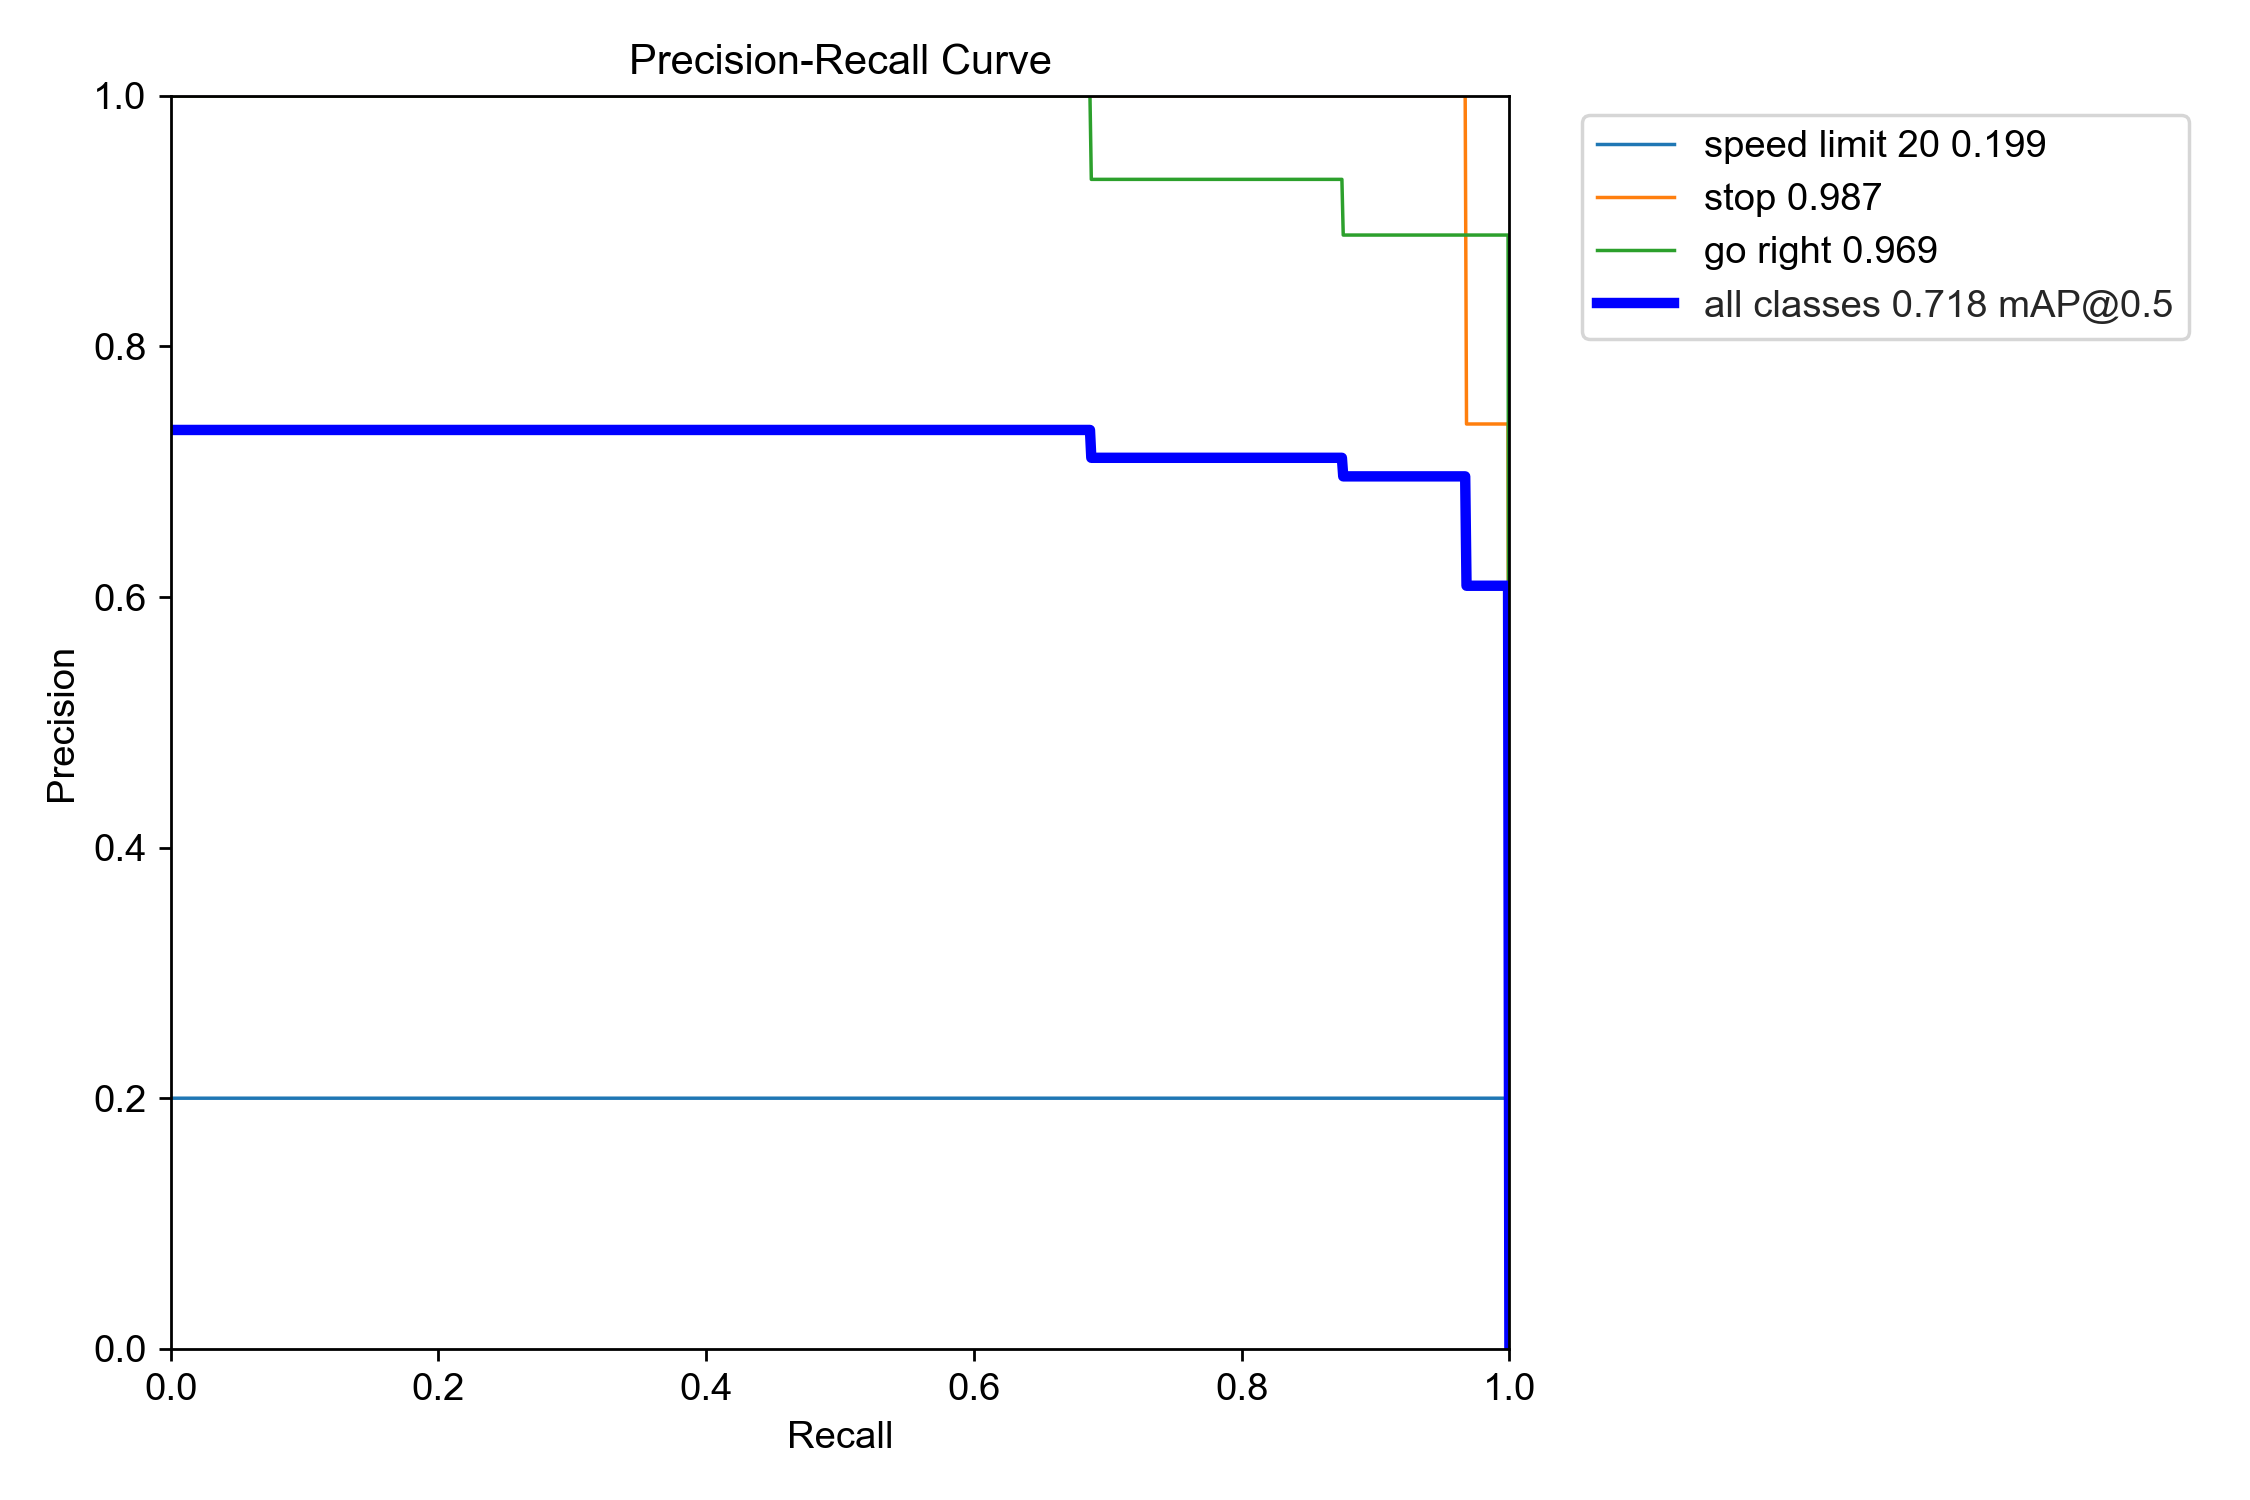 Precision-Recall Curve
1.0
0.8
0.6
0.4
0.2
0.0
Precision
0.0 0.2 0.4 0.6 0.8 1.0
Recall
speed limit 20 0.199
stop 0.987
go right 0.969
all classes 0.718 mAP@0.5